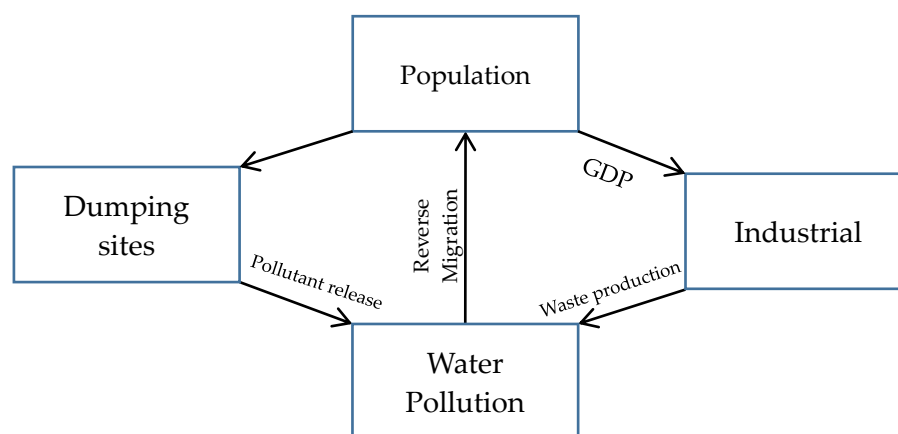 Population
GDP
Dumping
sites
Reverse
Migration
Industrial
Pollutant release
Waste production
Water
Pollution